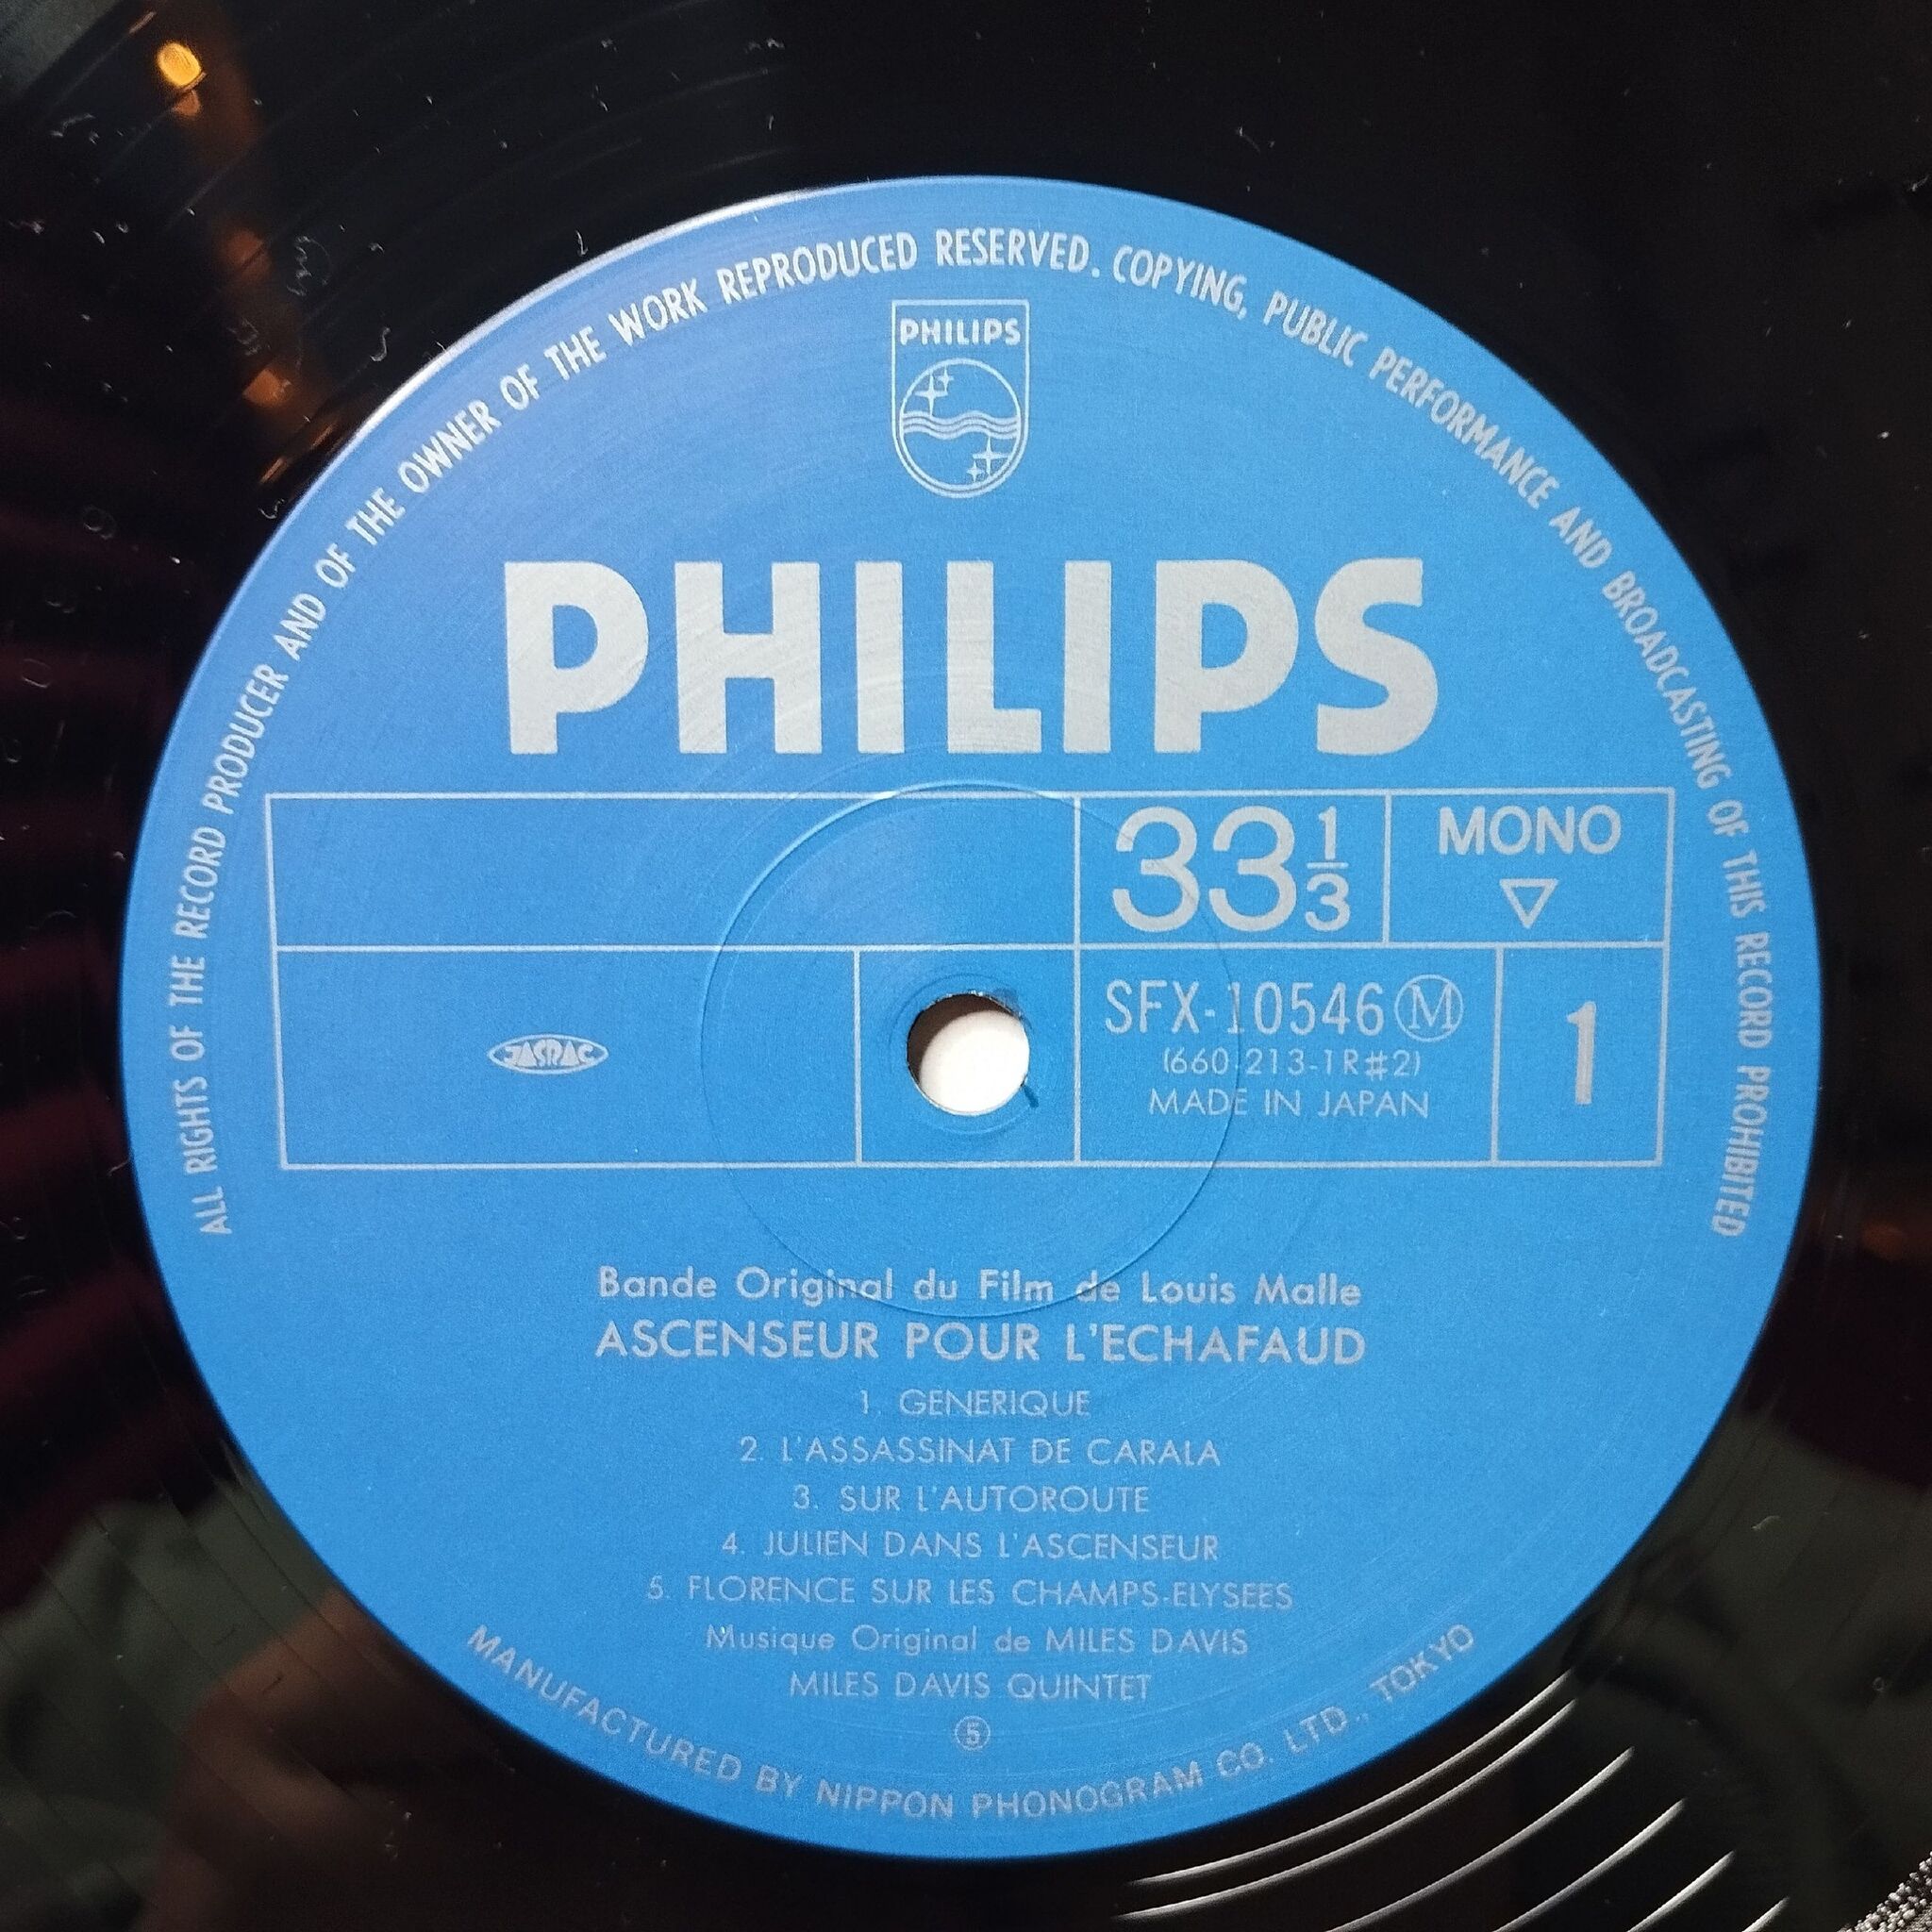 ALL RIGHTS OF THE RECORD PRODUCER AND OF THE OWNER OF THE WORK REPRODUCED RESERVED. COPYING, PUBLIC PERFORMANCE AND BROADCASTING OF THIS RECORD PROHIBITED
PHILIPS
PHILIPS
33 1/3
MONO
▽
JASRAC
SFX-10546Ⓜ
(660 213-1R#2)
MADE IN JAPAN
1
Bande Original du Film de Louis Malle
ASCENSEUR POUR L'ECHAFAUD
1. GENERIQUE
2. L'ASSASSINAT DE CARALA
3. SUR L'AUTOROUTE
4. JULIEN DANS L'ASCENSEUR
5. FLORENCE SUR LES CHAMPS-ELYSEES
Musique Original de MILES DAVIS
MILES DAVIS QUINTET
⑤
MANUFACTURED BY NIPPON PHONOGRAM CO. LTD., TOKYO